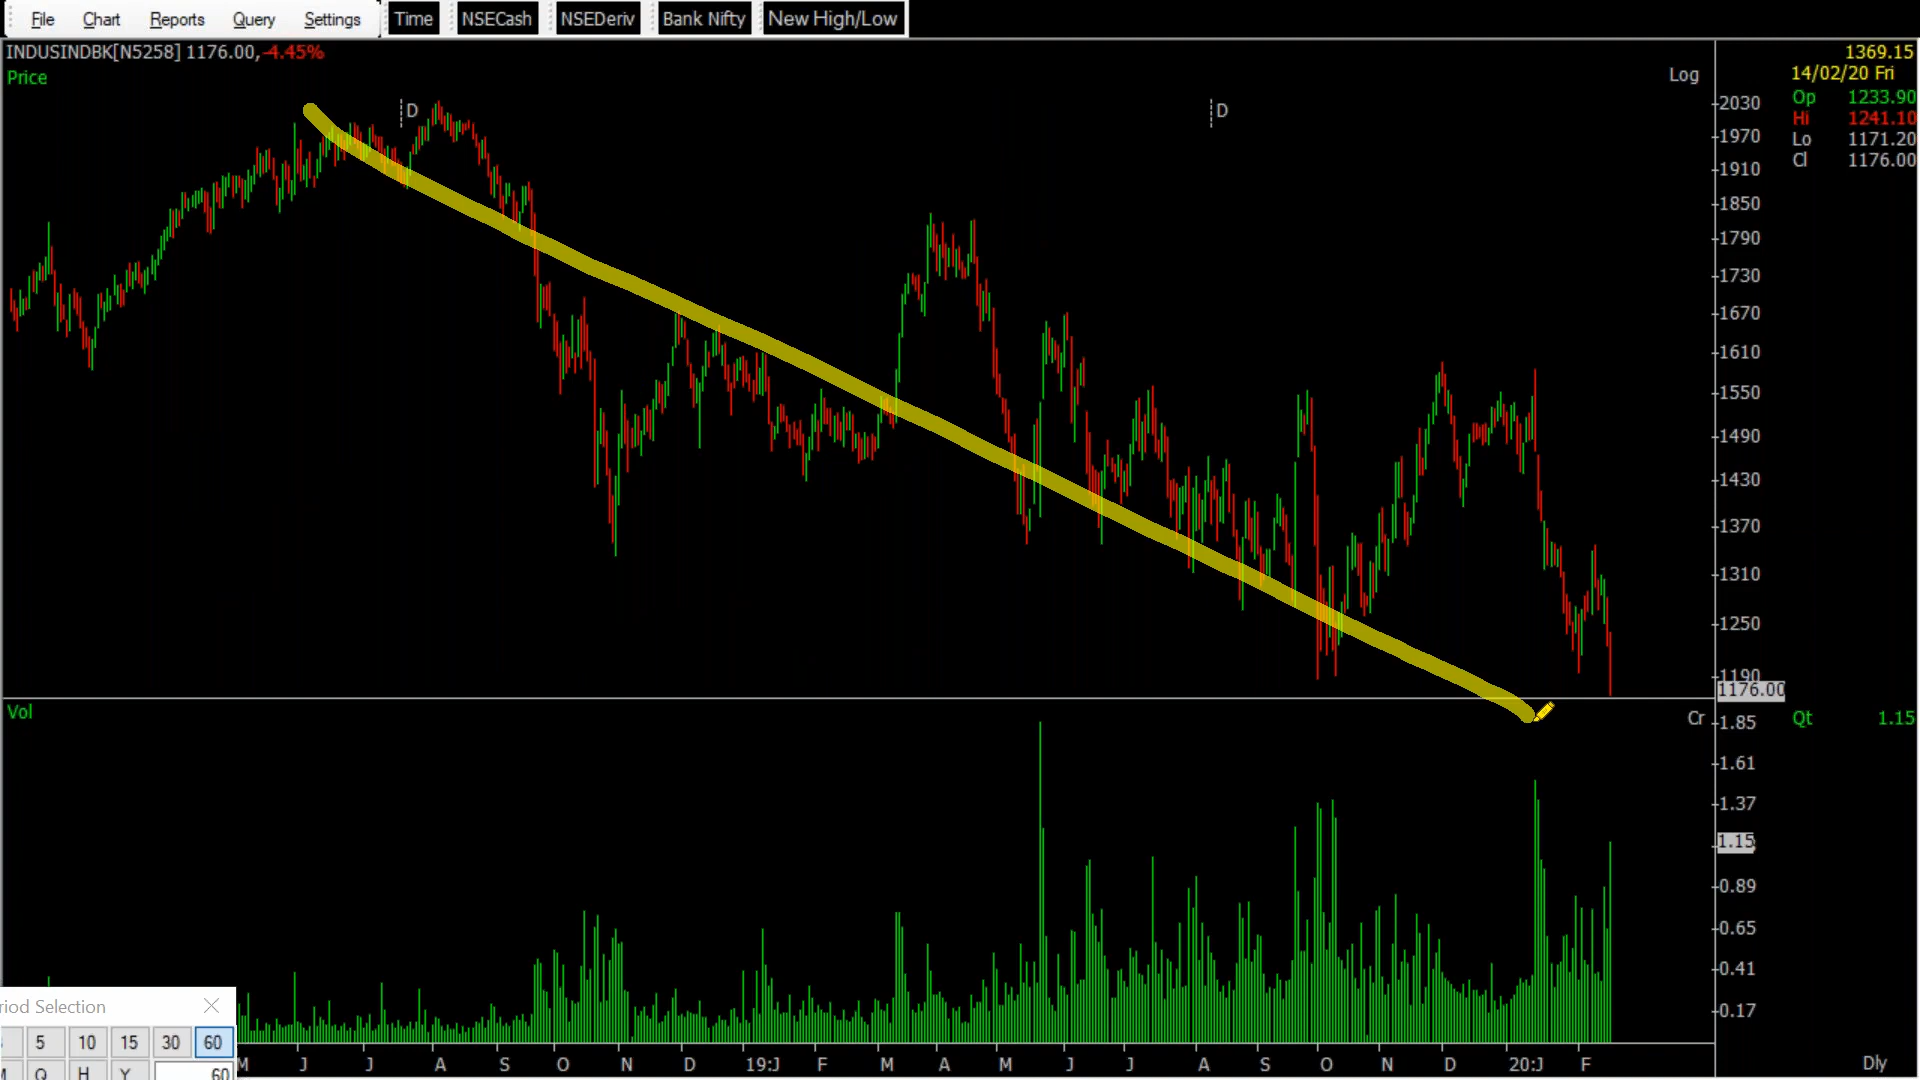 File Chart Reports Query Settings Time NSECash NSEDeriv Bank Nifty New High/Low
INDUSINDBK[N5258] 1176.00,-4.45%
Price
Log
D
D
1369.15
14/02/20 Fri
Op 1233.90
Hi 1241.10
Lo 1171.20
Cl 1176.00
2030
1970
1910
1850
1790
1730
1670
1610
1550
1490
1430
1370
1310
1250
1190
1176.00
Vol
Cr
Qt 1.15
1.85
1.61
1.37
1.15
0.89
0.65
0.41
0.17
riod Selection
5 10 15 30 60
Q H Y 60
M J J A S O N D 19:J F M A M J J A S O N D 20:J F
Dly